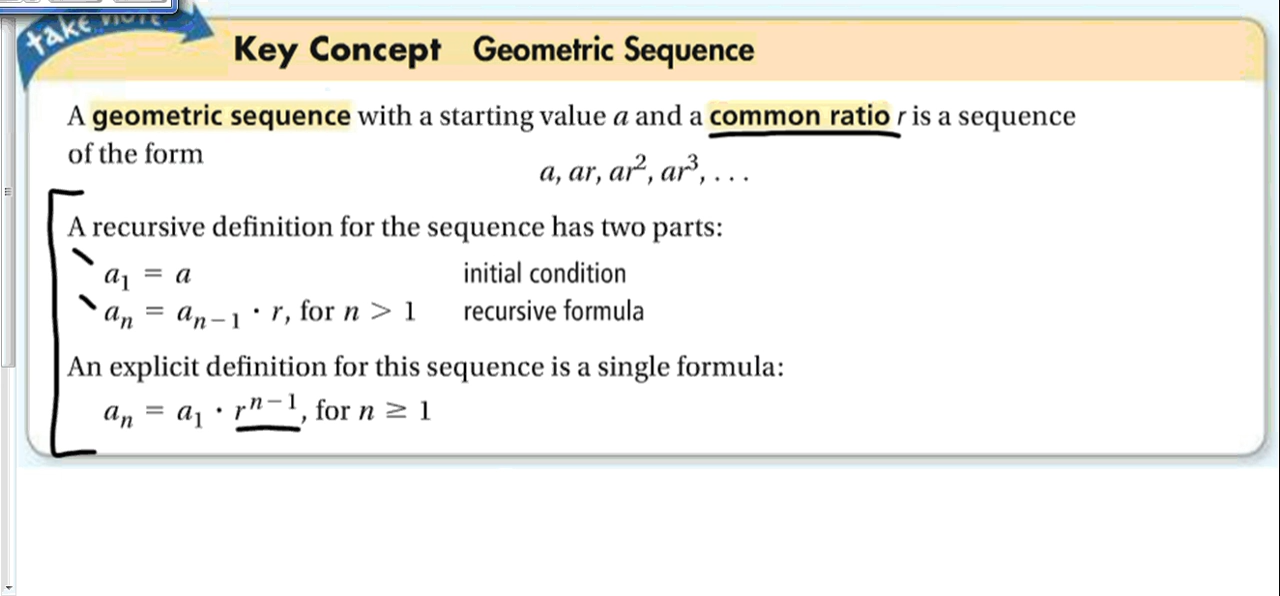 take note
Key Concept Geometric Sequence
A geometric sequence with a starting value a and a common ratio r is a sequence
of the form
a, ar, ar², ar³, . . .
A recursive definition for the sequence has two parts:
a₁ = a initial condition
aₙ = aₙ₋₁ · r, for n > 1 recursive formula
An explicit definition for this sequence is a single formula:
aₙ = a₁ · rⁿ⁻¹, for n ≥ 1